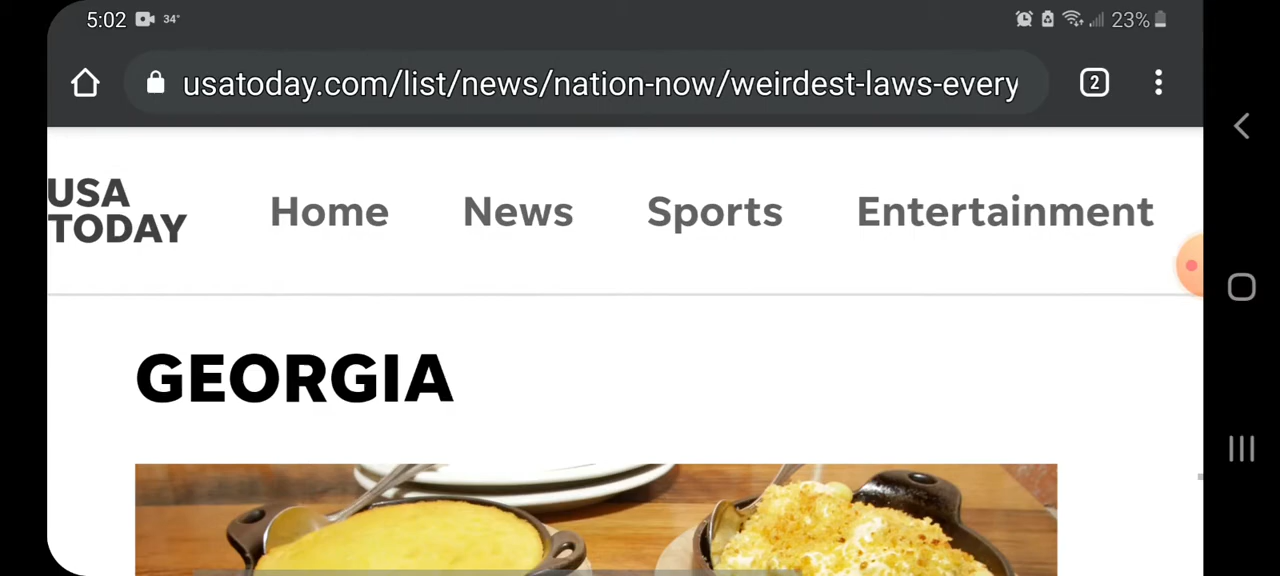 5:02 34° 23%
usatoday.com/list/news/nation-now/weirdest-laws-every 2
USA TODAY
Home News Sports Entertainment
GEORGIA